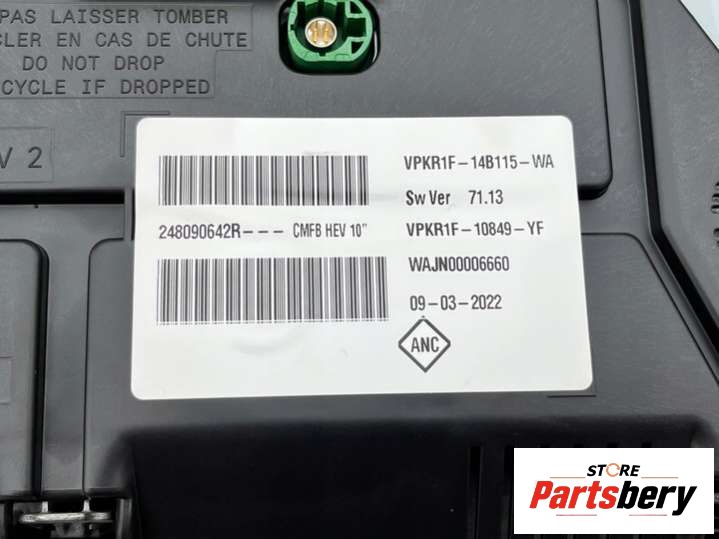 PAS LAISSER TOMBER
CLER EN CAS DE CHUTE
DO NOT DROP
CYCLE IF DROPPED
V 2
VPKR1F-14B115-WA
Sw Ver 71.13
248090642R--- CMFB HEV 10"
VPKR1F-10849-YF
WAJN00006660
09-03-2022
ANC
STORE
Partsbery